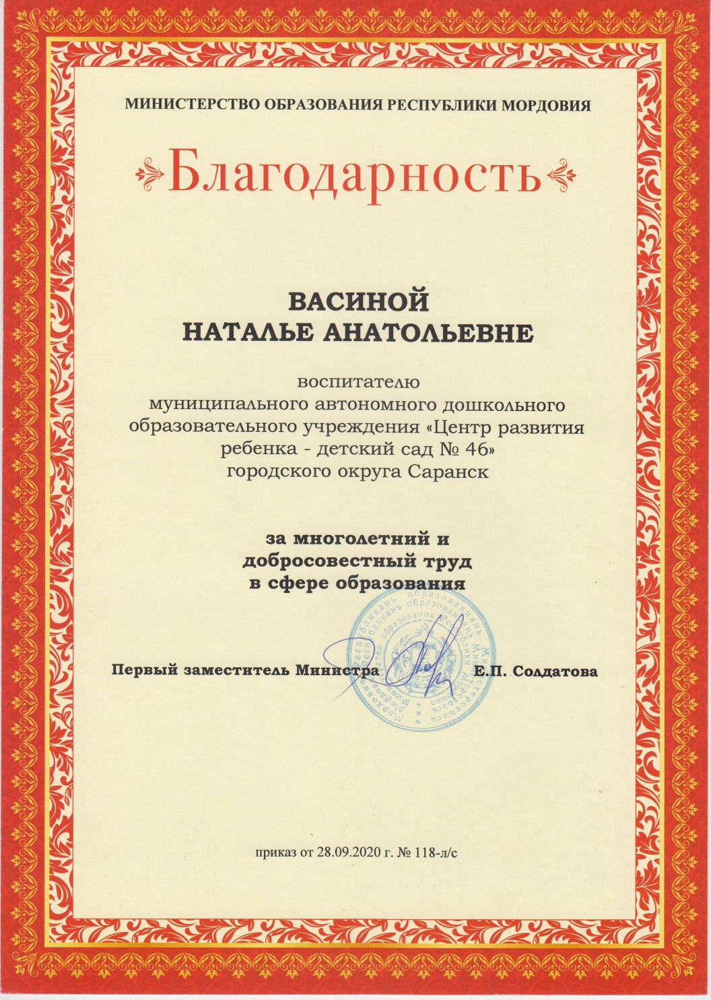 МИНИСТЕРСТВО ОБРАЗОВАНИЯ РЕСПУБЛИКИ МОРДОВИЯ
Благодарность
ВАСИНОЙ
НАТАЛЬЕ АНАТОЛЬЕВНЕ
воспитателю
муниципального автономного дошкольного
образовательного учреждения «Центр развития
ребенка - детский сад № 46»
городского округа Саранск
за многолетний и
добросовестный труд
в сфере образования
Первый заместитель Министра Е.П. Солдатова
приказ от 28.09.2020 г. № 118-л/с